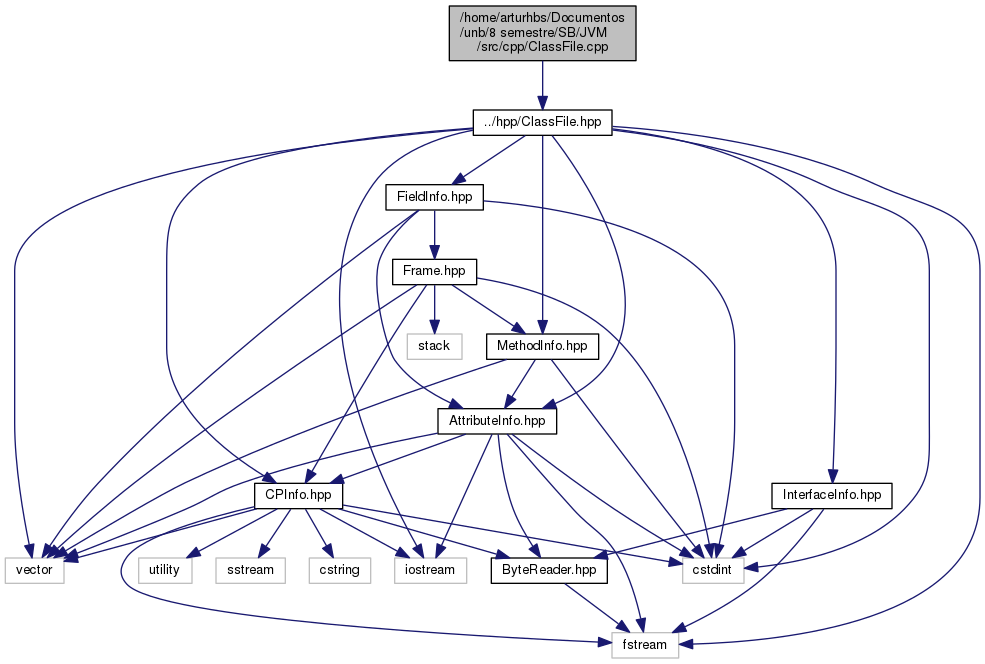 /home/arturhbs/Documentos
/unb/8 semestre/SB/JVM
/src/cpp/ClassFile.cpp
../hpp/ClassFile.hpp
FieldInfo.hpp
Frame.hpp
stack
MethodInfo.hpp
AttributeInfo.hpp
CPInfo.hpp
InterfaceInfo.hpp
vector
utility
sstream
cstring
iostream
ByteReader.hpp
cstdint
fstream